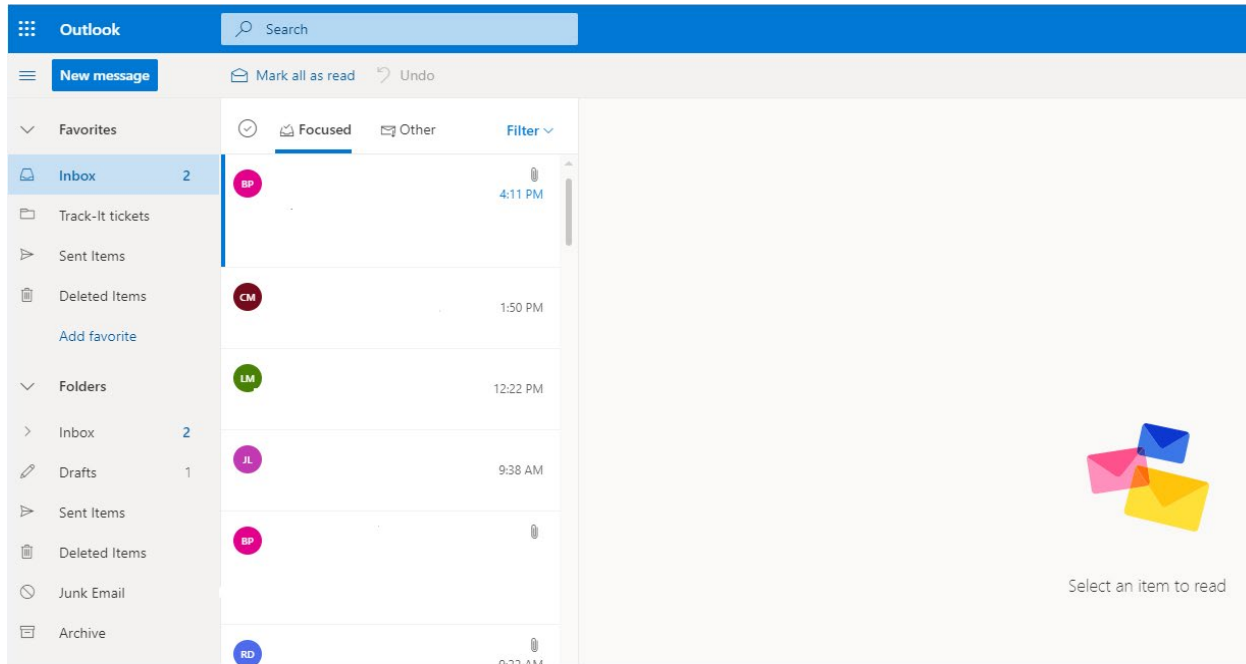 Outlook
Search
New message
Mark all as read Undo
Favorites
Focused Other Filter
Inbox 2
Track-It tickets
Sent Items
Deleted Items
Add favorite
Folders
Inbox 2
Drafts 1
Sent Items
Deleted Items
Junk Email
Archive
BP
4:11 PM
CM
1:50 PM
LM
12:22 PM
JL
9:38 AM
BP
RD
Select an item to read